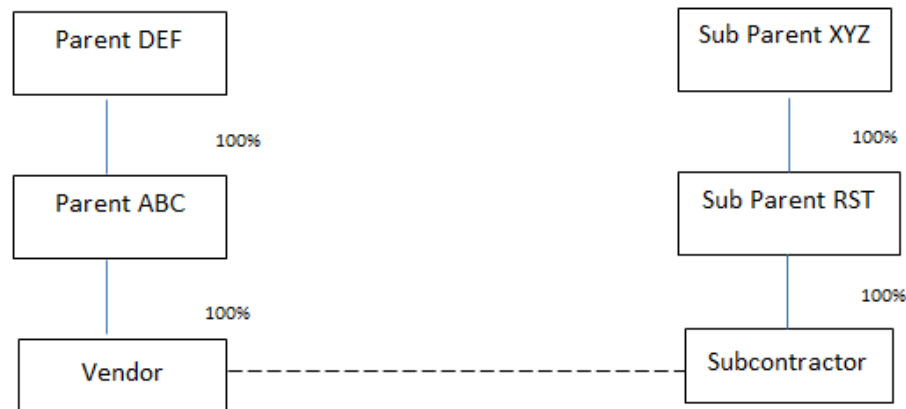 Parent DEF
Sub Parent XYZ
100%
100%
Parent ABC
Sub Parent RST
100%
100%
Vendor
Subcontractor